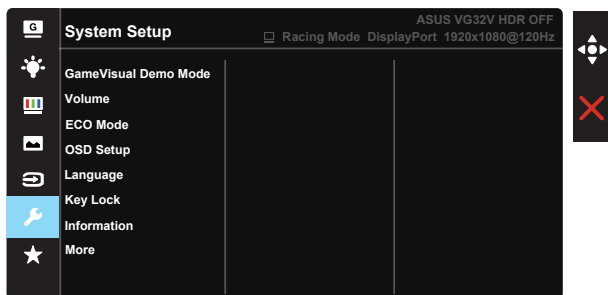 G
System Setup
ASUS VG32V HDR OFF
Racing Mode DisplayPort 1920x1080@120Hz
GameVisual Demo Mode
Volume
ECO Mode
OSD Setup
Language
Key Lock
Information
More